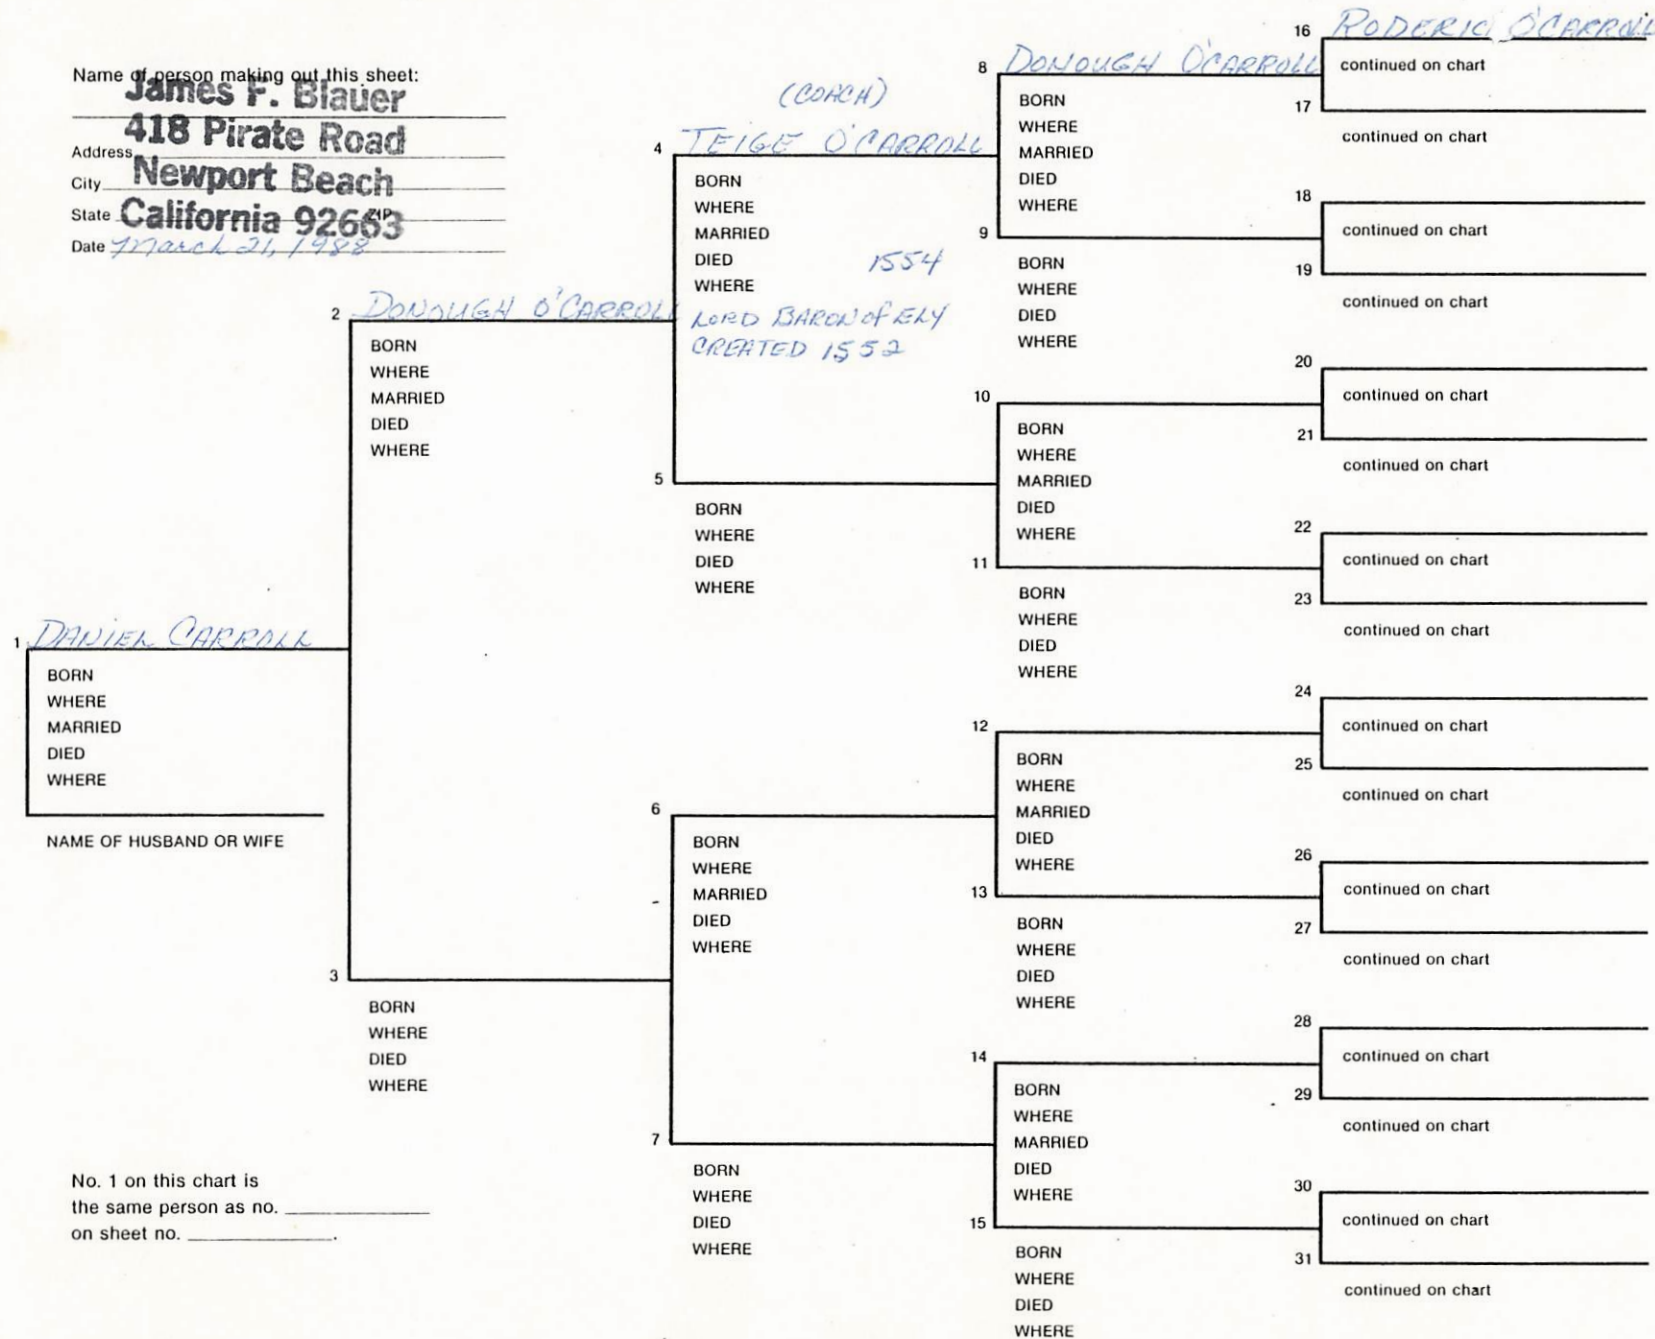 Name of person making out this sheet:
James F. Blauer
418 Pirate Road
Address
City Newport Beach
State California 92663 ZIP
Date March 21, 1988
1 DANIEL CARROLL
BORN
WHERE
MARRIED
DIED
WHERE
NAME OF HUSBAND OR WIFE
No. 1 on this chart is
the same person as no.
on sheet no. .
2 DONOUGH O'CARROLL
BORN
WHERE
MARRIED
DIED
WHERE
3
BORN
WHERE
DIED
WHERE
(COACH)
4 TEIGE O'CARROLL
BORN
WHERE
MARRIED
DIED 1554
WHERE
LORD BARON of ELY
CREATED 1552
5
BORN
WHERE
DIED
WHERE
6
BORN
WHERE
MARRIED
DIED
WHERE
7
BORN
WHERE
DIED
WHERE
8 DONOUGH O'CARROLL
BORN
WHERE
MARRIED
DIED
WHERE
9
BORN
WHERE
DIED
WHERE
10
BORN
WHERE
MARRIED
DIED
WHERE
11
BORN
WHERE
DIED
WHERE
12
BORN
WHERE
MARRIED
DIED
WHERE
13
BORN
WHERE
DIED
WHERE
14
BORN
WHERE
MARRIED
DIED
WHERE
15
BORN
WHERE
DIED
WHERE
16 RODERIC O'CARROLL
continued on chart
17
continued on chart
18
continued on chart
19
continued on chart
20
continued on chart
21
continued on chart
22
continued on chart
23
continued on chart
24
continued on chart
25
continued on chart
26
continued on chart
27
continued on chart
28
continued on chart
29
continued on chart
30
continued on chart
31
continued on chart